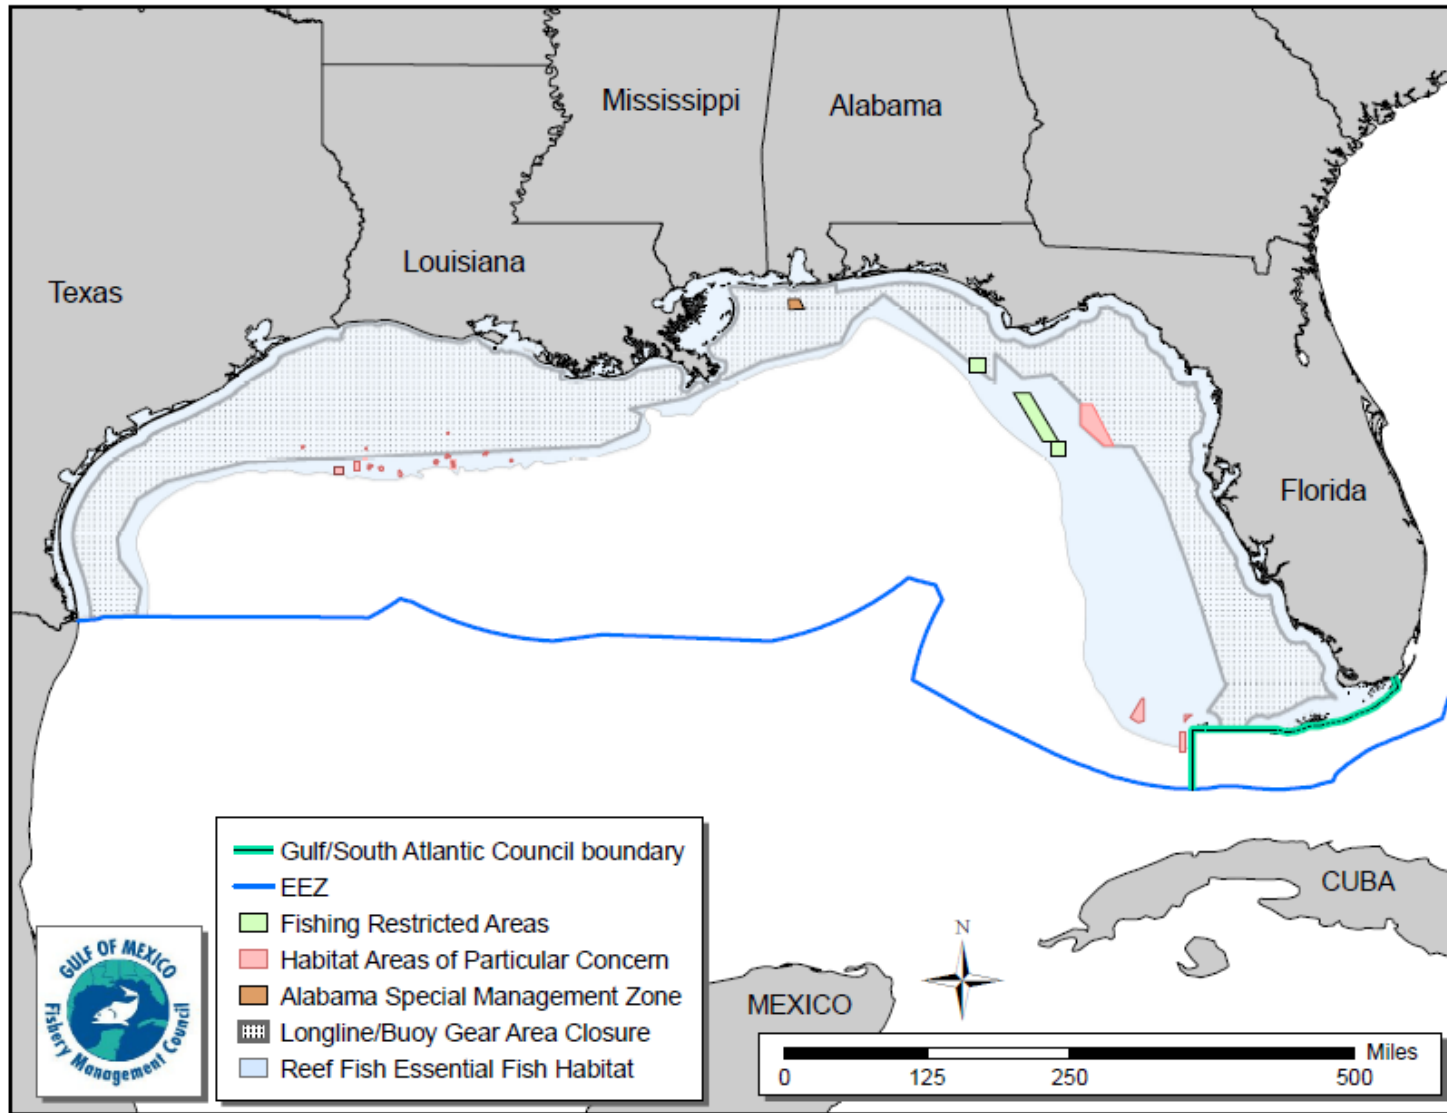 Mississippi
Alabama
Louisiana
Texas
Florida
Gulf/South Atlantic Council boundary
EEZ
Fishing Restricted Areas
Habitat Areas of Particular Concern
Alabama Special Management Zone
Longline/Buoy Gear Area Closure
Reef Fish Essential Fish Habitat
GULF OF MEXICO
Fishery Management Council
CUBA
N
MEXICO
Miles
0 125 250 500